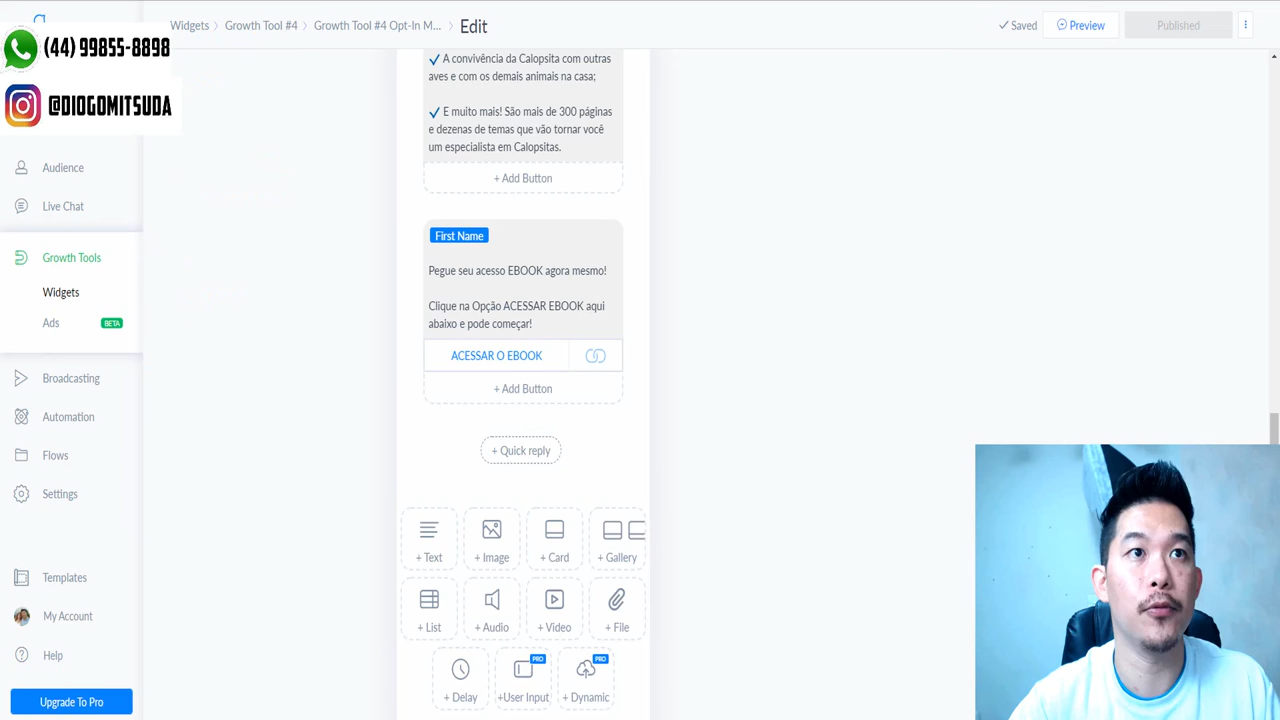 Widgets > Growth Tool #4 > Growth Tool #4 Opt-In M... > Edit
Saved
Preview
Published
(44) 99855-8898
@DIOGOMITSUDA
Audience
Live Chat
Growth Tools
Widgets
Ads BETA
Broadcasting
Automation
Flows
Settings
Templates
My Account
Help
Upgrade To Pro
✓ A convivência da Calopsita com outras
aves e com os demais animais na casa;
✓ E muito mais! São mais de 300 páginas
e dezenas de temas que vão tornar você
um especialista em Calopsitas.
+ Add Button
First Name
Pegue seu acesso EBOOK agora mesmo!
Clique na Opção ACESSAR EBOOK aqui
abaixo e pode começar!
ACESSAR O EBOOK
+ Add Button
+ Quick reply
+ Text
+ Image
+ Card
+ Gallery
+ List
+ Audio
+ Video
+ File
+ Delay
PRO
+User Input
PRO
+ Dynamic